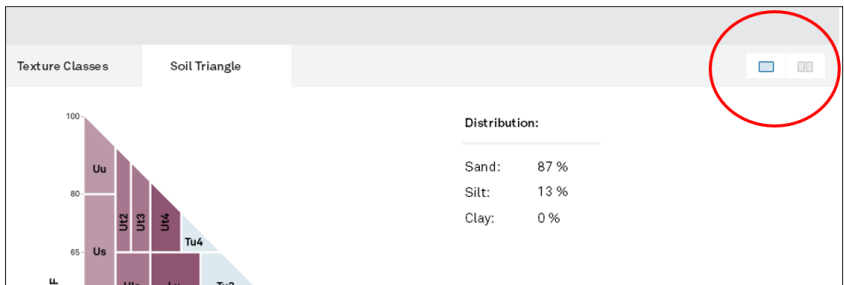 Texture Classes Soil Triangle
Distribution:
Sand: 87 %
Silt: 13 %
Clay: 0 %
100
Uu
80
Ut2 Ut3 Ut4
Tu4
65 Us
F